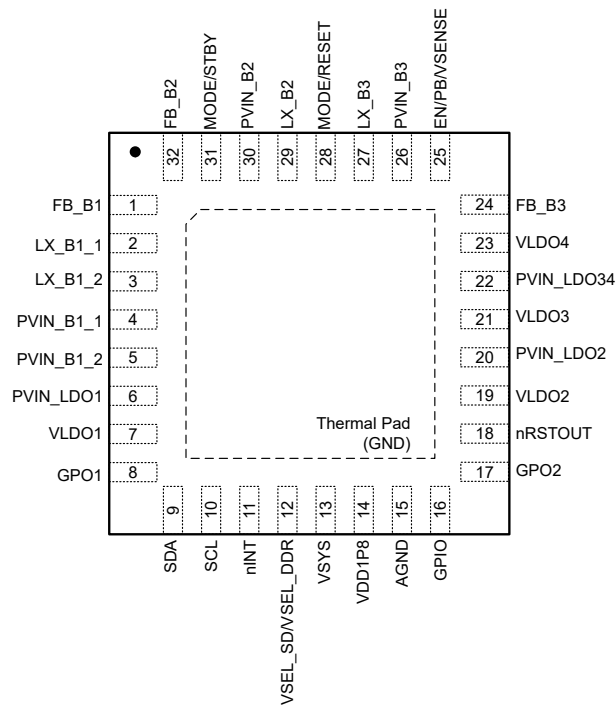 FB_B2
MODE/STBY
PVIN_B2
LX_B2
MODE/RESET
LX_B3
PVIN_B3
EN/PB/VSENSE
32
31
30
29
28
27
26
25
FB_B1 1
LX_B1_1 2
LX_B1_2 3
PVIN_B1_1 4
PVIN_B1_2 5
PVIN_LDO1 6
VLDO1 7
GPO1 8
24 FB_B3
23 VLDO4
22 PVIN_LDO34
21 VLDO3
20 PVIN_LDO2
19 VLDO2
18 nRSTOUT
17 GPO2
Thermal Pad
(GND)
9
10
11
12
13
14
15
16
SDA
SCL
nINT
VSEL_SD/VSEL_DDR
VSYS
VDD1P8
AGND
GPIO